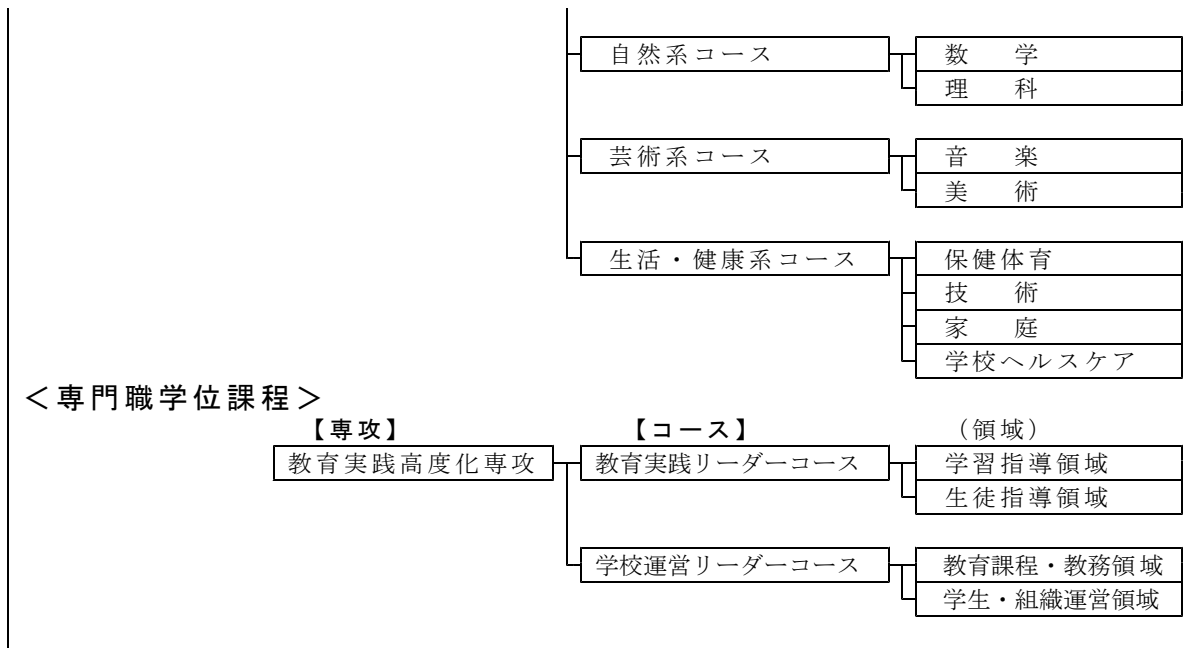 自然系コース 数　学
理　科
芸術系コース 音　楽
美　術
生活・健康系コース 保健体育
技　術
家　庭
学校ヘルスケア
＜専門職学位課程＞
【専攻】 【コース】 （領域）
教育実践高度化専攻 教育実践リーダーコース 学習指導領域
生徒指導領域
学校運営リーダーコース 教育課程・教務領域
学生・組織運営領域